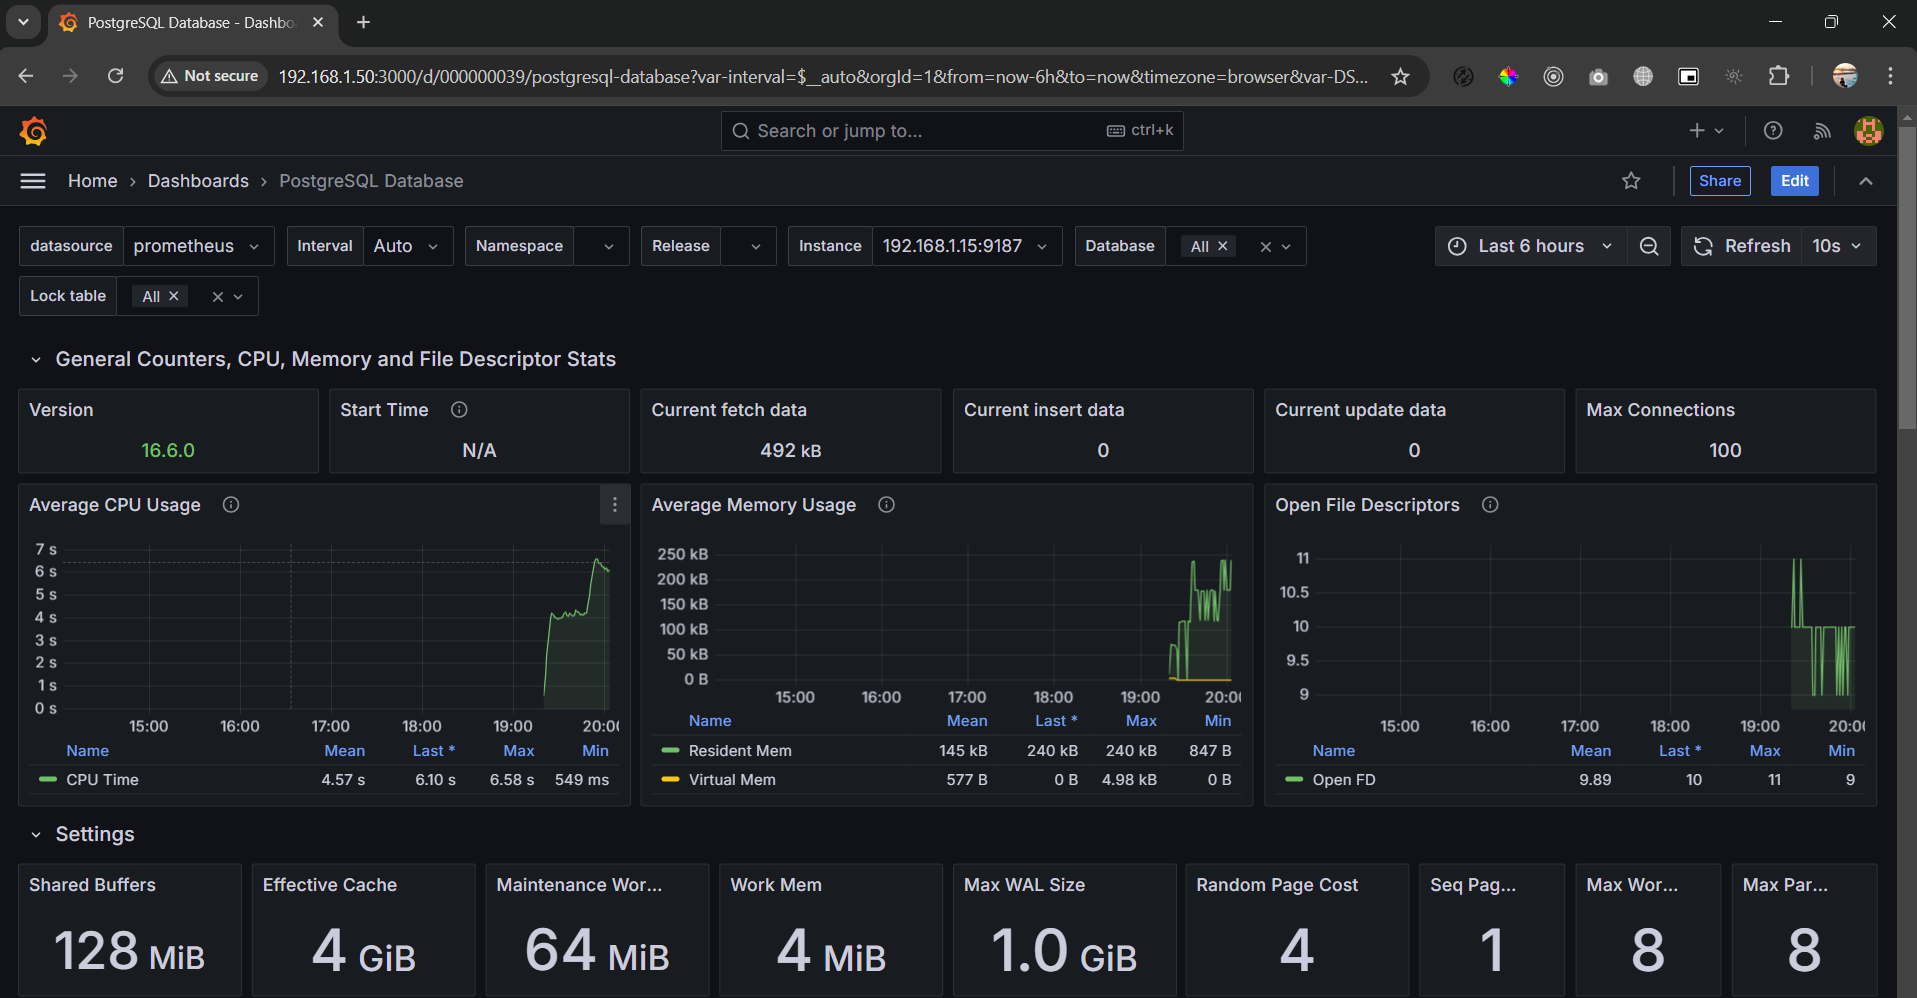 PostgreSQL Database - Dashbo
Not secure 192.168.1.50:3000/d/000000039/postgresql-database?var-interval=$__auto&orgId=1&from=now-6h&to=now&timezone=browser&var-DS...
Search or jump to... ctrl+k
Home › Dashboards › PostgreSQL Database Share Edit
datasource prometheus Interval Auto Namespace Release Instance 192.168.1.15:9187 Database All Last 6 hours Refresh 10s
Lock table All
General Counters, CPU, Memory and File Descriptor Stats
Version Start Time Current fetch data Current insert data Current update data Max Connections
16.6.0 N/A 492 kB 0 0 100
Average CPU Usage
7 s
6 s
5 s
4 s
3 s
2 s
1 s
0 s
15:00 16:00 17:00 18:00 19:00
Name Mean Last * Max Min
CPU Time 4.57 s 6.10 s 6.58 s 549 ms
Average Memory Usage
250 kB
200 kB
150 kB
100 kB
50 kB
0 B
15:00 16:00 17:00 18:00 19:00
Name Mean Last * Max Min
Resident Mem 145 kB 240 kB 240 kB 847 B
Virtual Mem 577 B 0 B 4.98 kB 0 B
Open File Descriptors
11
10.5
10
9.5
9
15:00 16:00 17:00 18:00 19:00
Name Mean Last * Max Min
Open FD 9.89 10 11 9
Settings
Shared Buffers Effective Cache Maintenance Wor... Work Mem Max WAL Size Random Page Cost Seq Pag... Max Wor... Max Par...
128 MiB 4 GiB 64 MiB 4 MiB 1.0 GiB 4 1 8 8